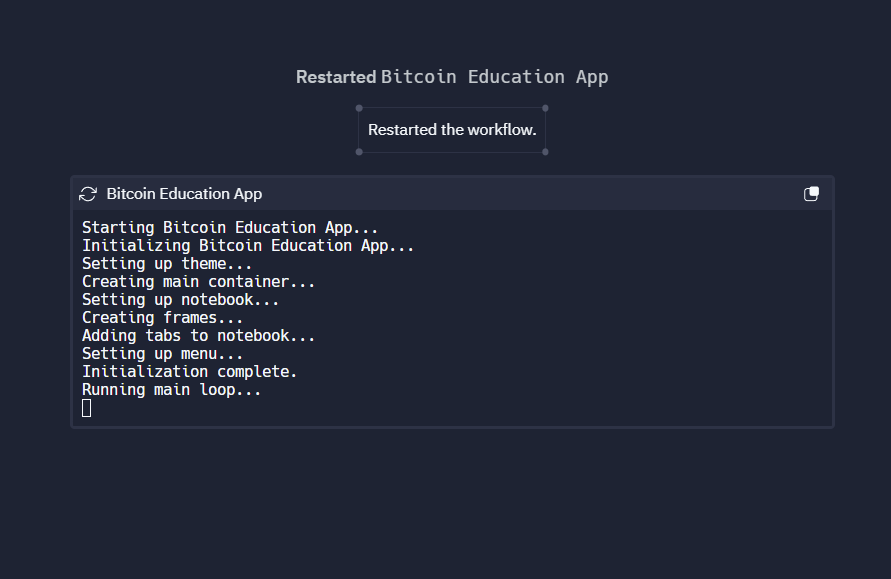 Restarted Bitcoin Education App
Restarted the workflow.
Bitcoin Education App
Starting Bitcoin Education App...
Initializing Bitcoin Education App...
Setting up theme...
Creating main container...
Setting up notebook...
Creating frames...
Adding tabs to notebook...
Setting up menu...
Initialization complete.
Running main loop...